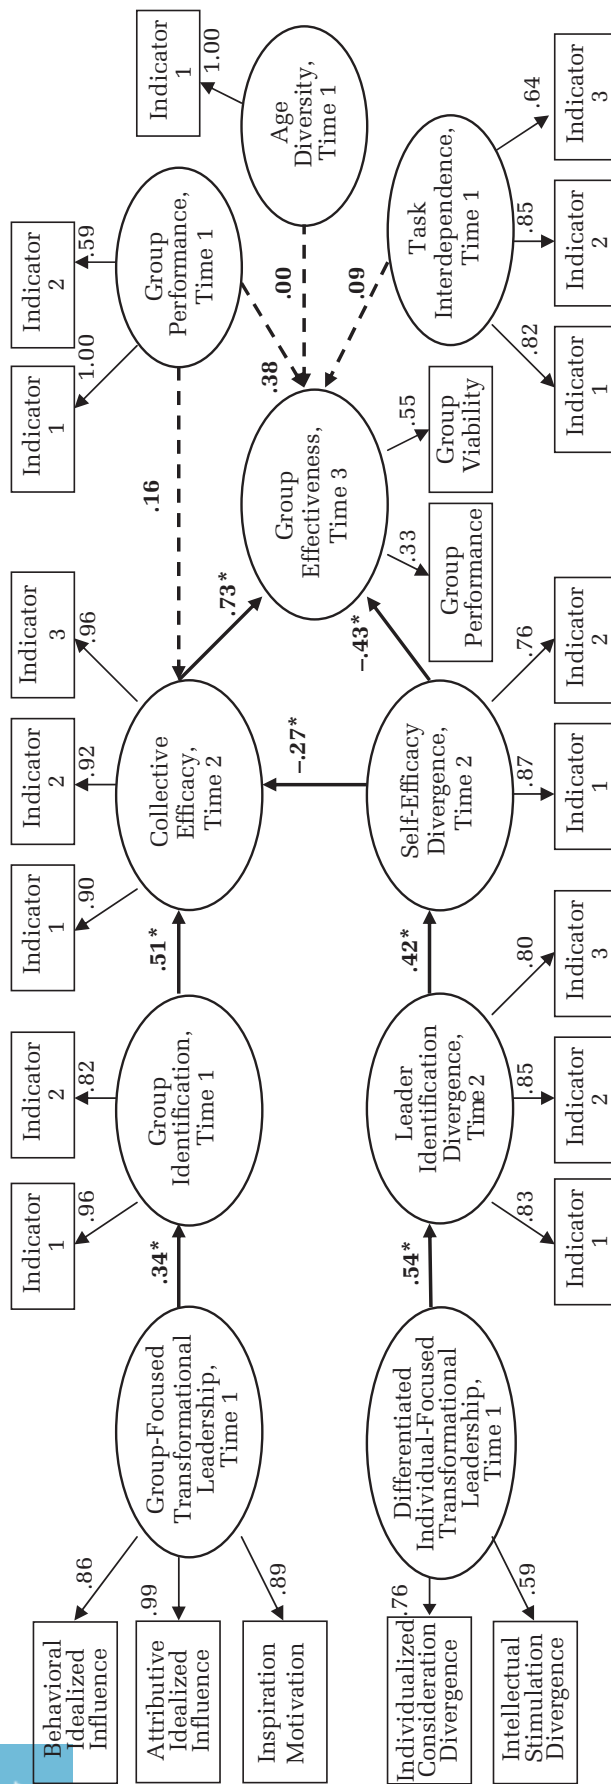 Behavioral
Idealized
Influence
.86
Attributive
Idealized
Influence
.99
Inspiration
Motivation
.89
Group-Focused
Transformational
Leadership,
Time 1
.34*
Indicator
1
.96
Indicator
2
.82
Group
Identification,
Time 1
.51*
Indicator
1
.90
Indicator
2
.92
Indicator
3
.96
Collective
Efficacy,
Time 2
.16
Indicator
1
1.00
Indicator
2
.59
Group
Performance,
Time 1
Indicator
1
1.00
Age
Diversity,
Time 1
.73*
.38
.00
.09
Group
Effectiveness,
Time 3
.33
Group
Performance
.55
Group
Viability
–.27*
–.43*
Individualized
Consideration
Divergence
.76
Intellectual
Stimulation
Divergence
.59
Differentiated
Individual-Focused
Transformational
Leadership,
Time 1
.54*
Leader
Identification
Divergence,
Time 2
.83
Indicator
1
.85
Indicator
2
.80
Indicator
3
.42*
Self-Efficacy
Divergence,
Time 2
.87
Indicator
1
.76
Indicator
2
Task
Interdependence,
Time 1
.82
Indicator
1
.85
Indicator
2
.64
Indicator
3